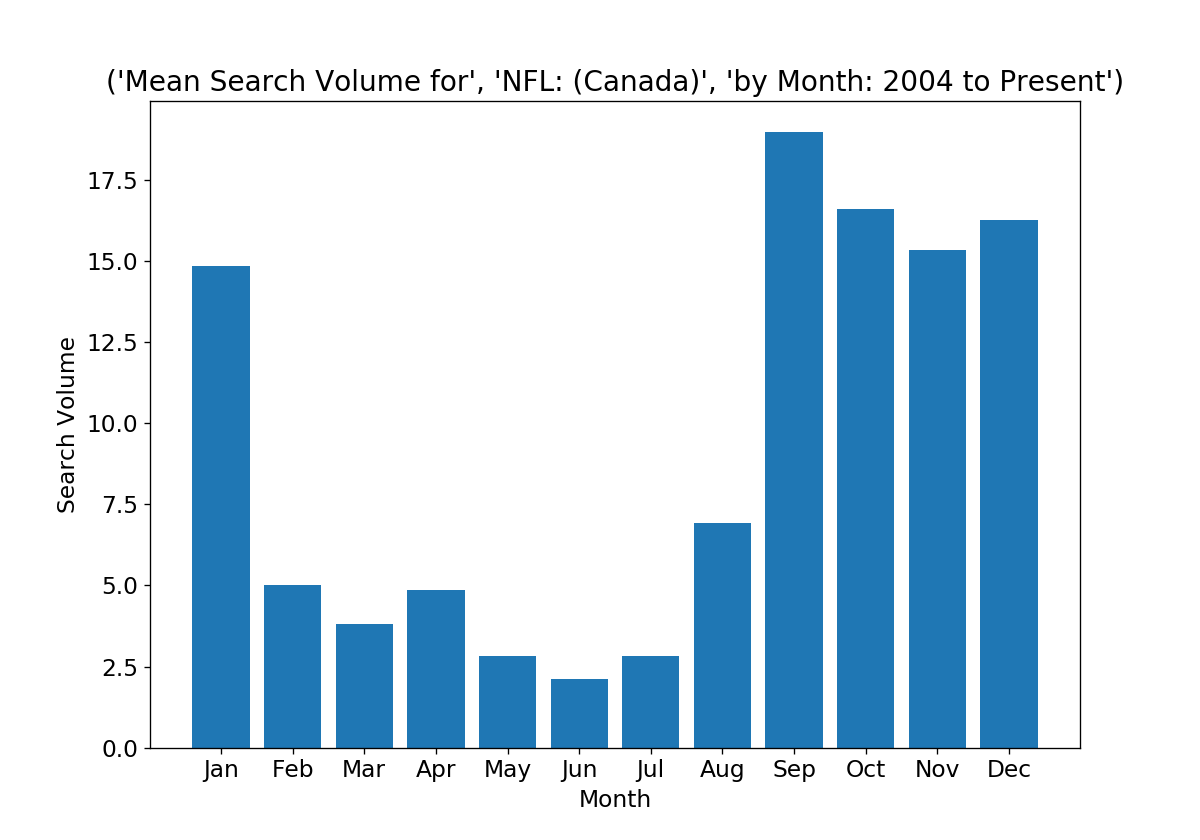 ('Mean Search Volume for', 'NFL: (Canada)', 'by Month: 2004 to Present')
17.5
15.0
12.5
10.0
7.5
5.0
2.5
0.0
Search Volume
Jan Feb Mar Apr May Jun Jul Aug Sep Oct Nov Dec
Month